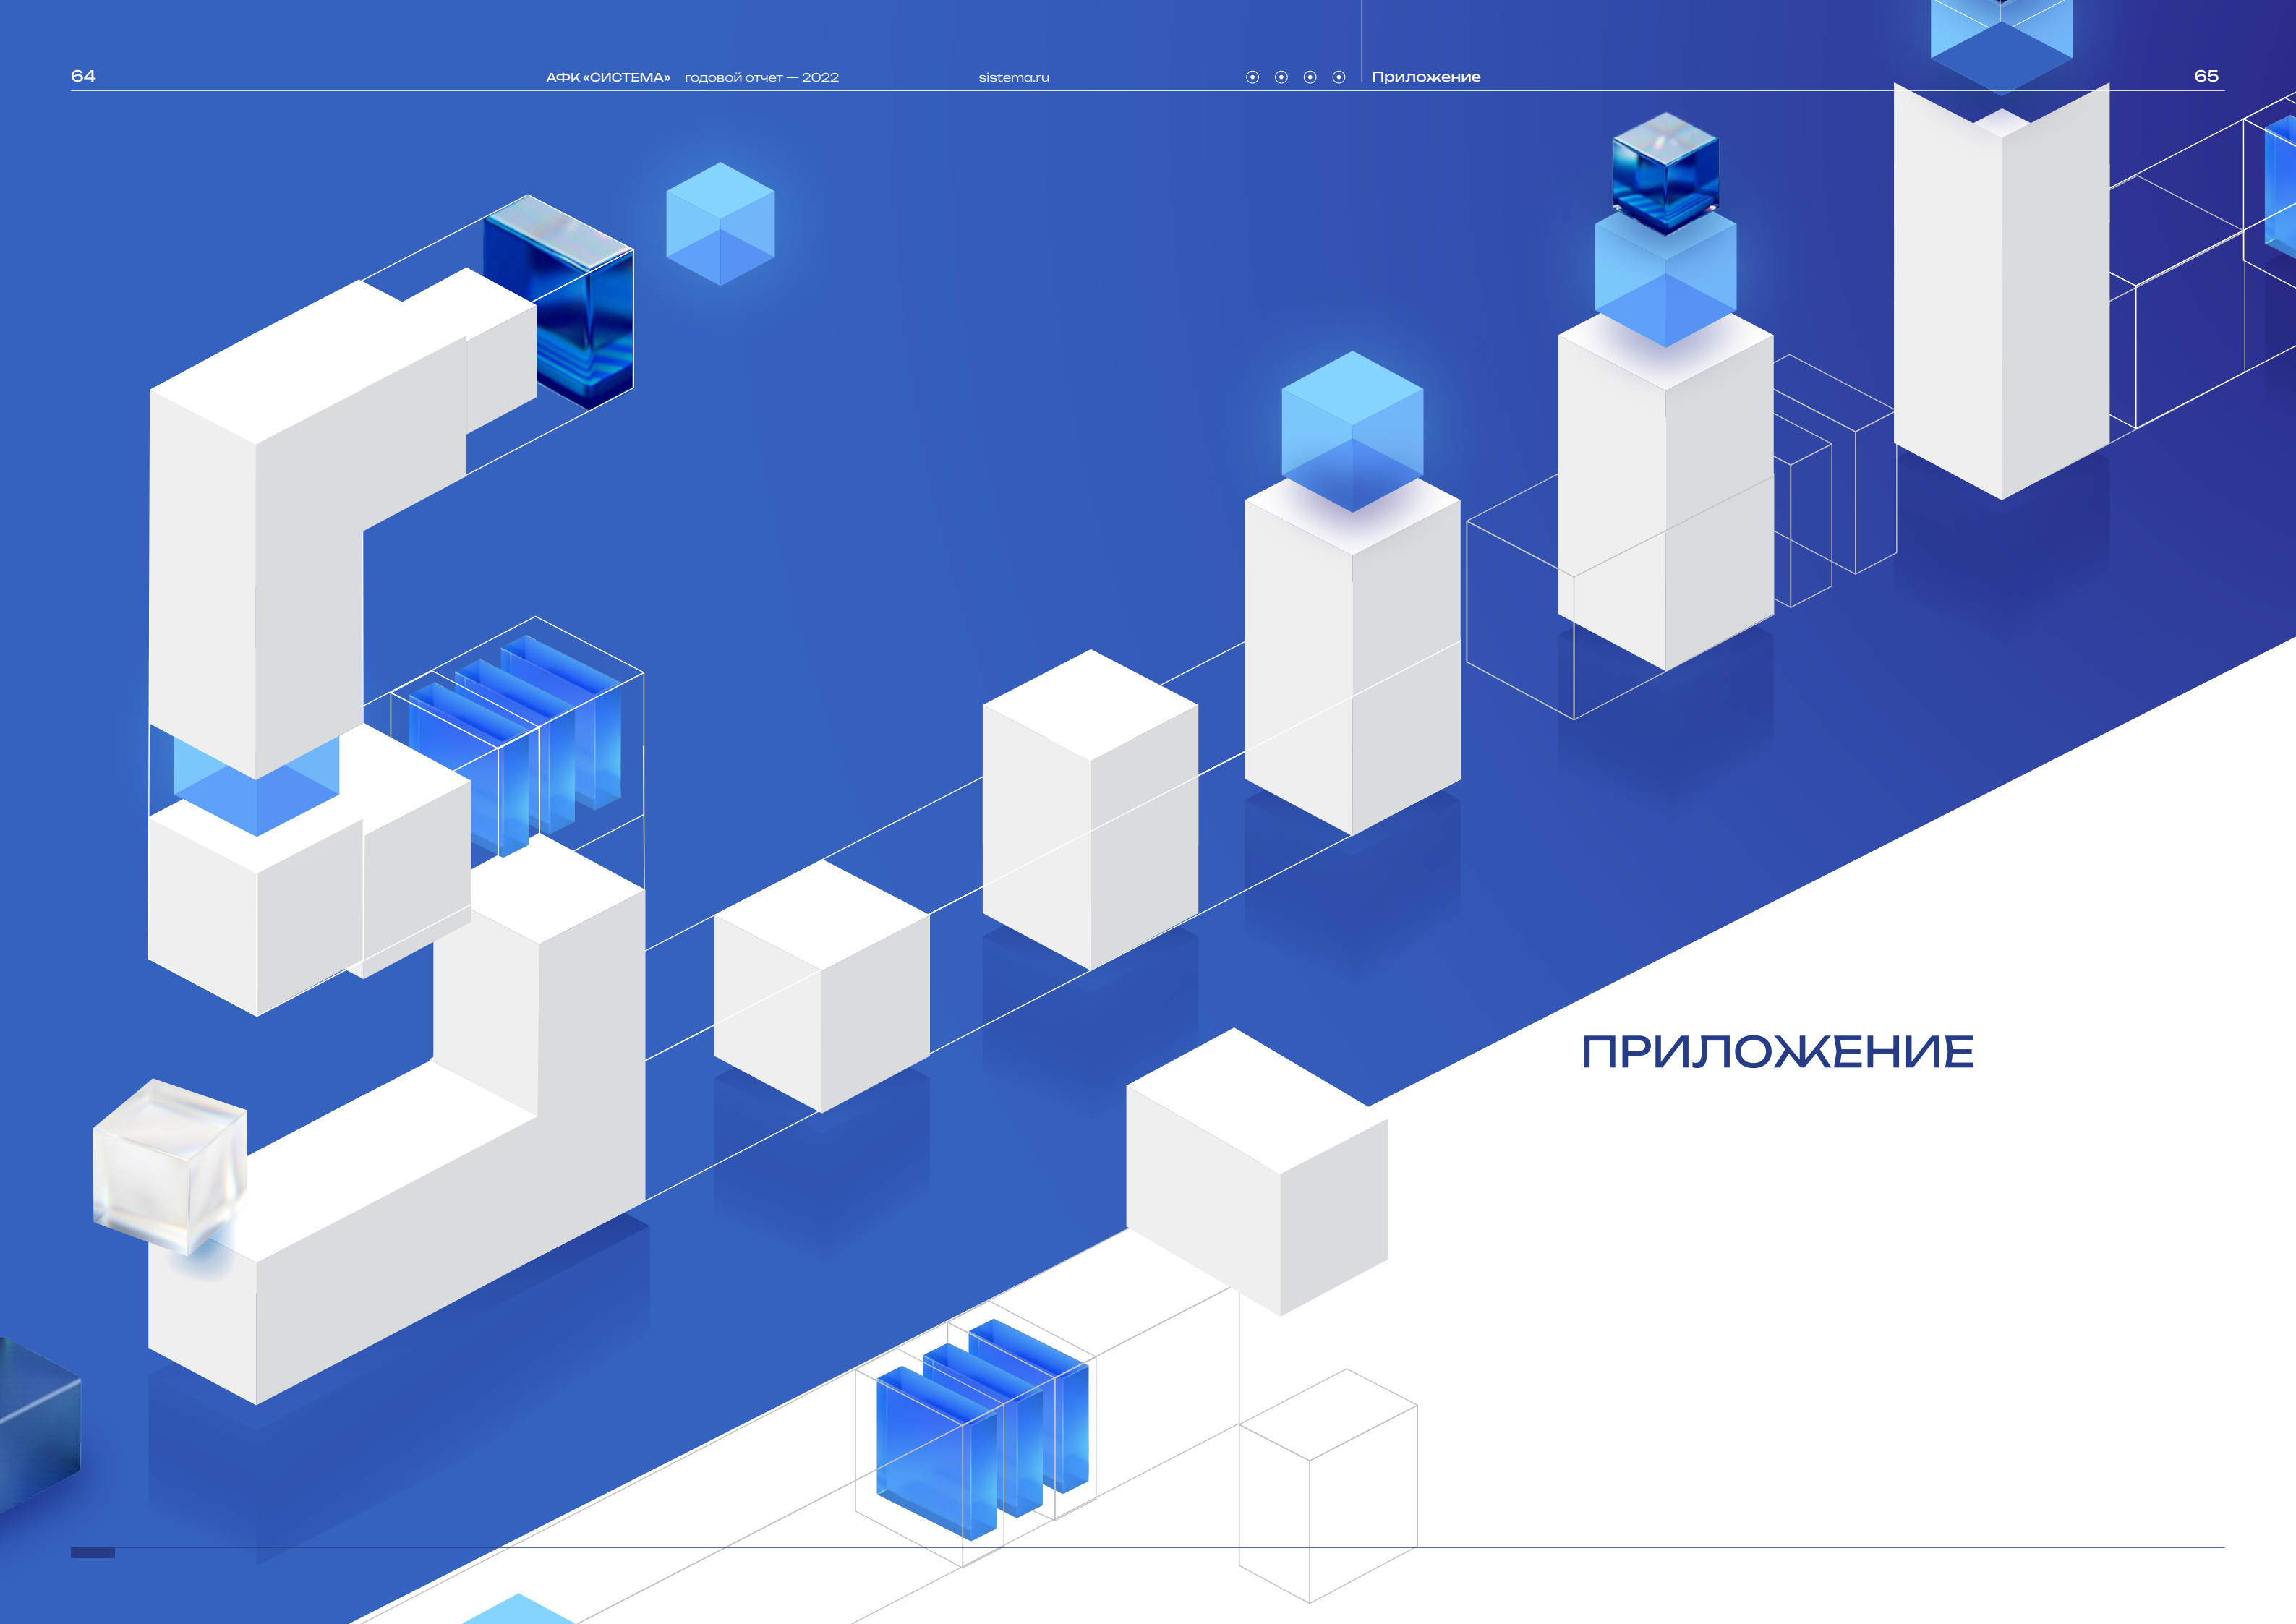 64 АФК «СИСТЕМА» годовой отчет — 2022 sistema.ru Приложение 65
ПРИЛОЖЕНИЕ